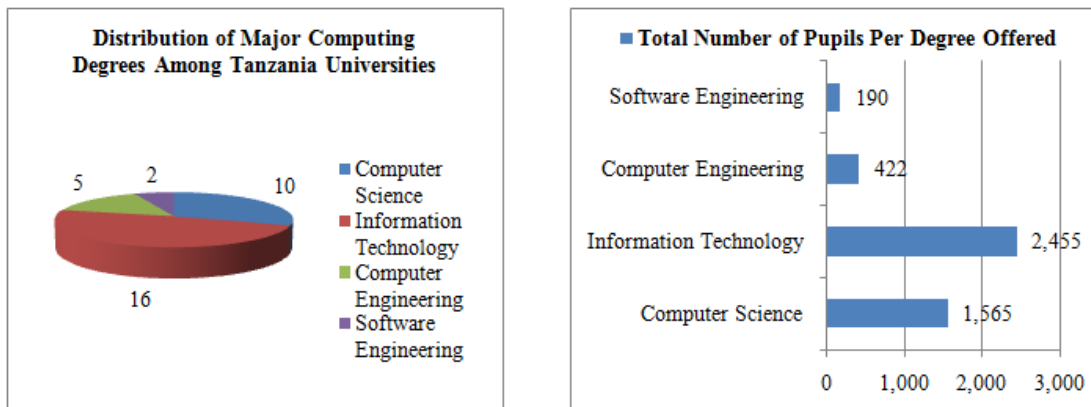 Distribution of Major Computing
Degrees Among Tanzania Universities
5
2
10
16
Computer
Science
Information
Technology
Computer
Engineering
Software
Engineering
Total Number of Pupils Per Degree Offered
Software Engineering
190
Computer Engineering
422
Information Technology
2,455
Computer Science
1,565
0
1,000
2,000
3,000